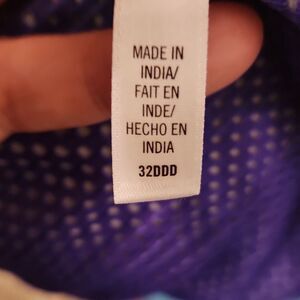 MADE IN
INDIA/
FAIT EN
INDE/
HECHO EN
INDIA
32DDD